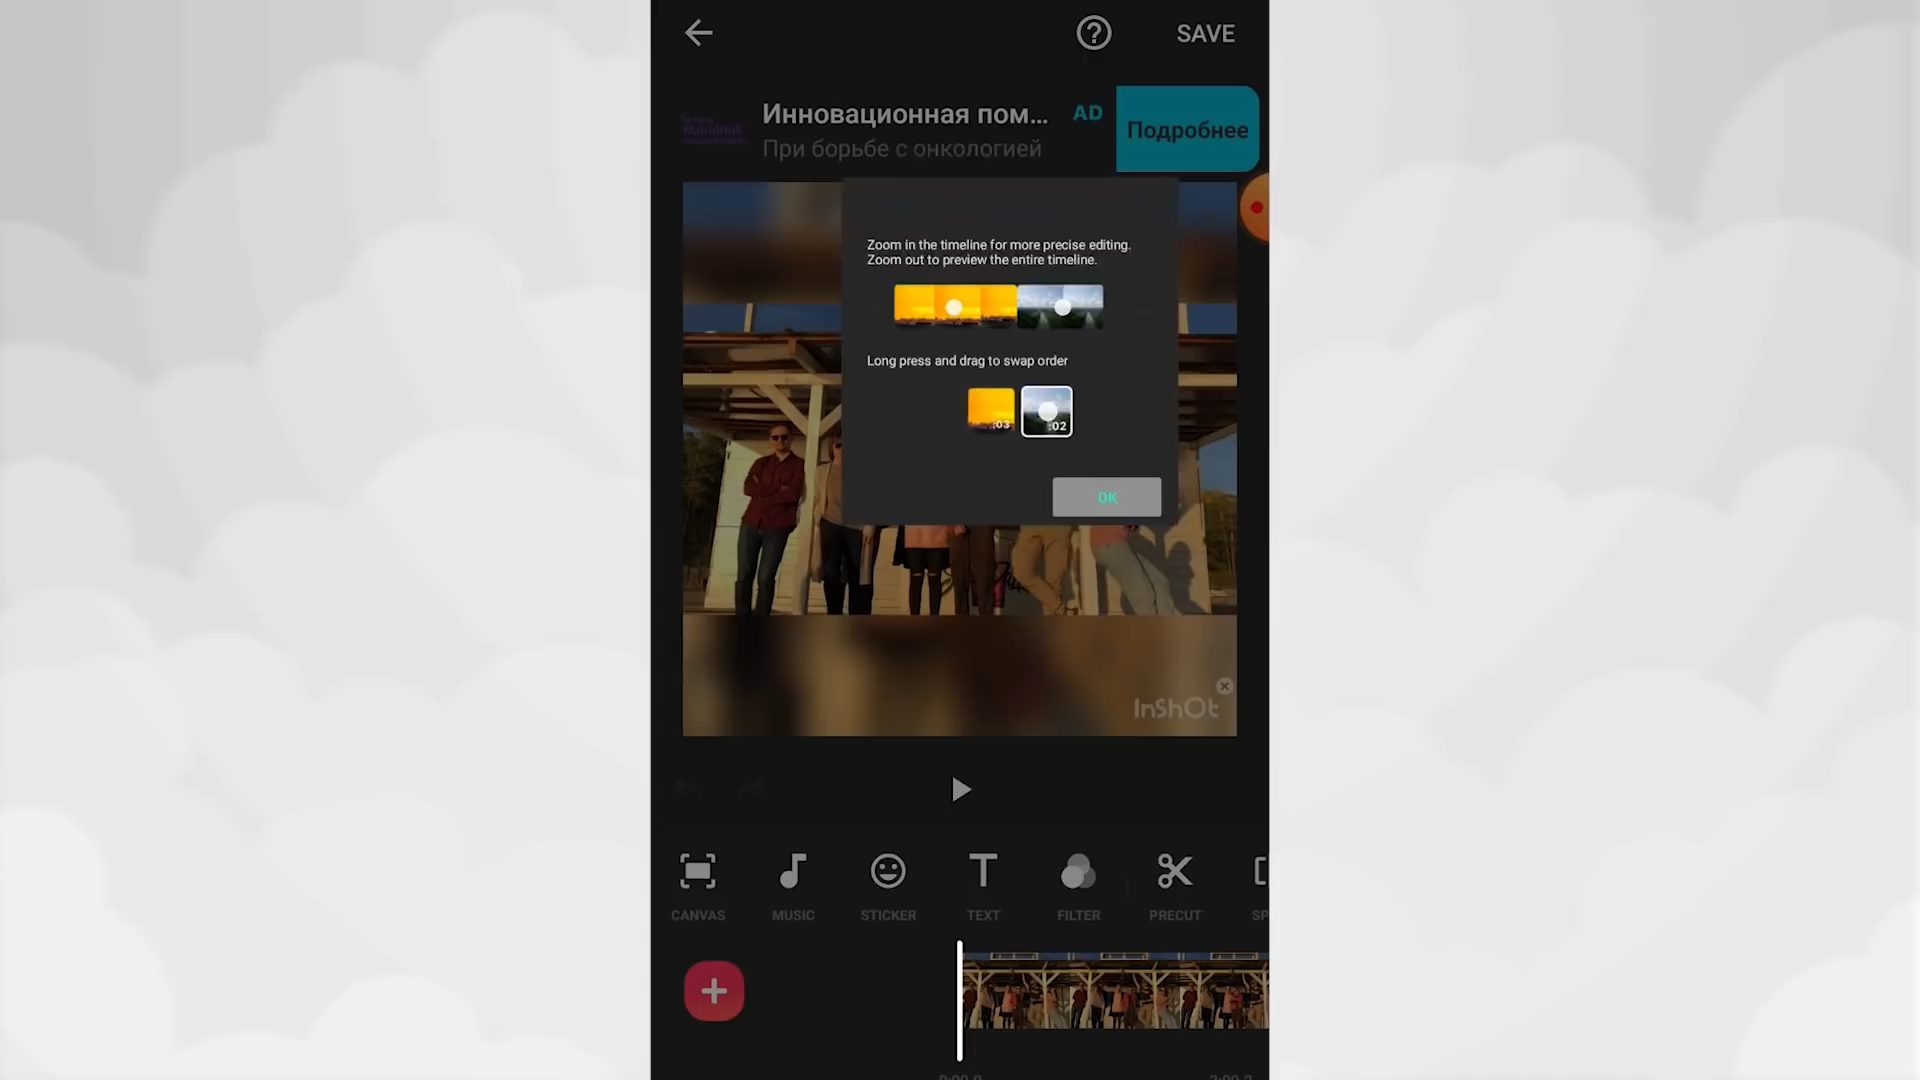 SAVE
Инновационная пом...
AD
Подробнее
При борьбе с онкологией
Zoom in the timeline for more precise editing.
Zoom out to preview the entire timeline.
Long press and drag to swap order
:03
:02
OK
InShOt
CANVAS
MUSIC
STICKER
TEXT
FILTER
PRECUT
SP